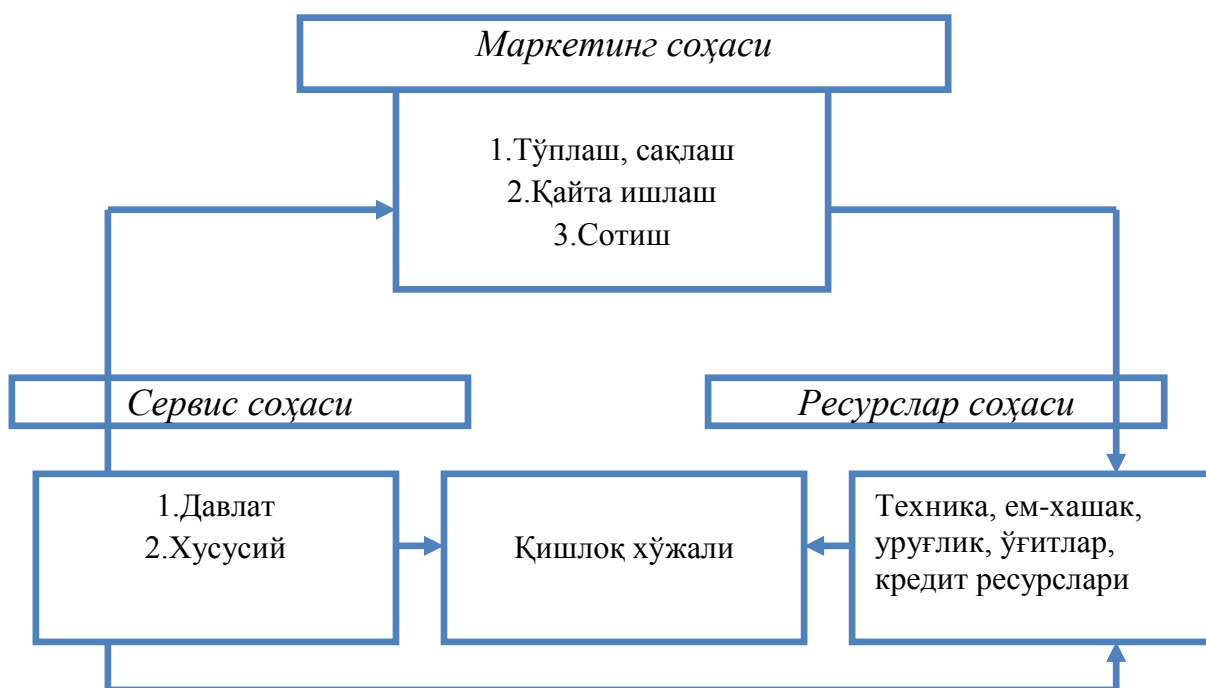 Маркетинг соҳаси
1.Тўплаш, сақлаш
2.Қайта ишлаш
3.Сотиш
Сервис соҳаси
Ресурслар соҳаси
1.Давлат
2.Хусусий
Қишлоқ хўжали
Техника, ем-хашак,
уруғлик, ўғитлар,
кредит ресурслари